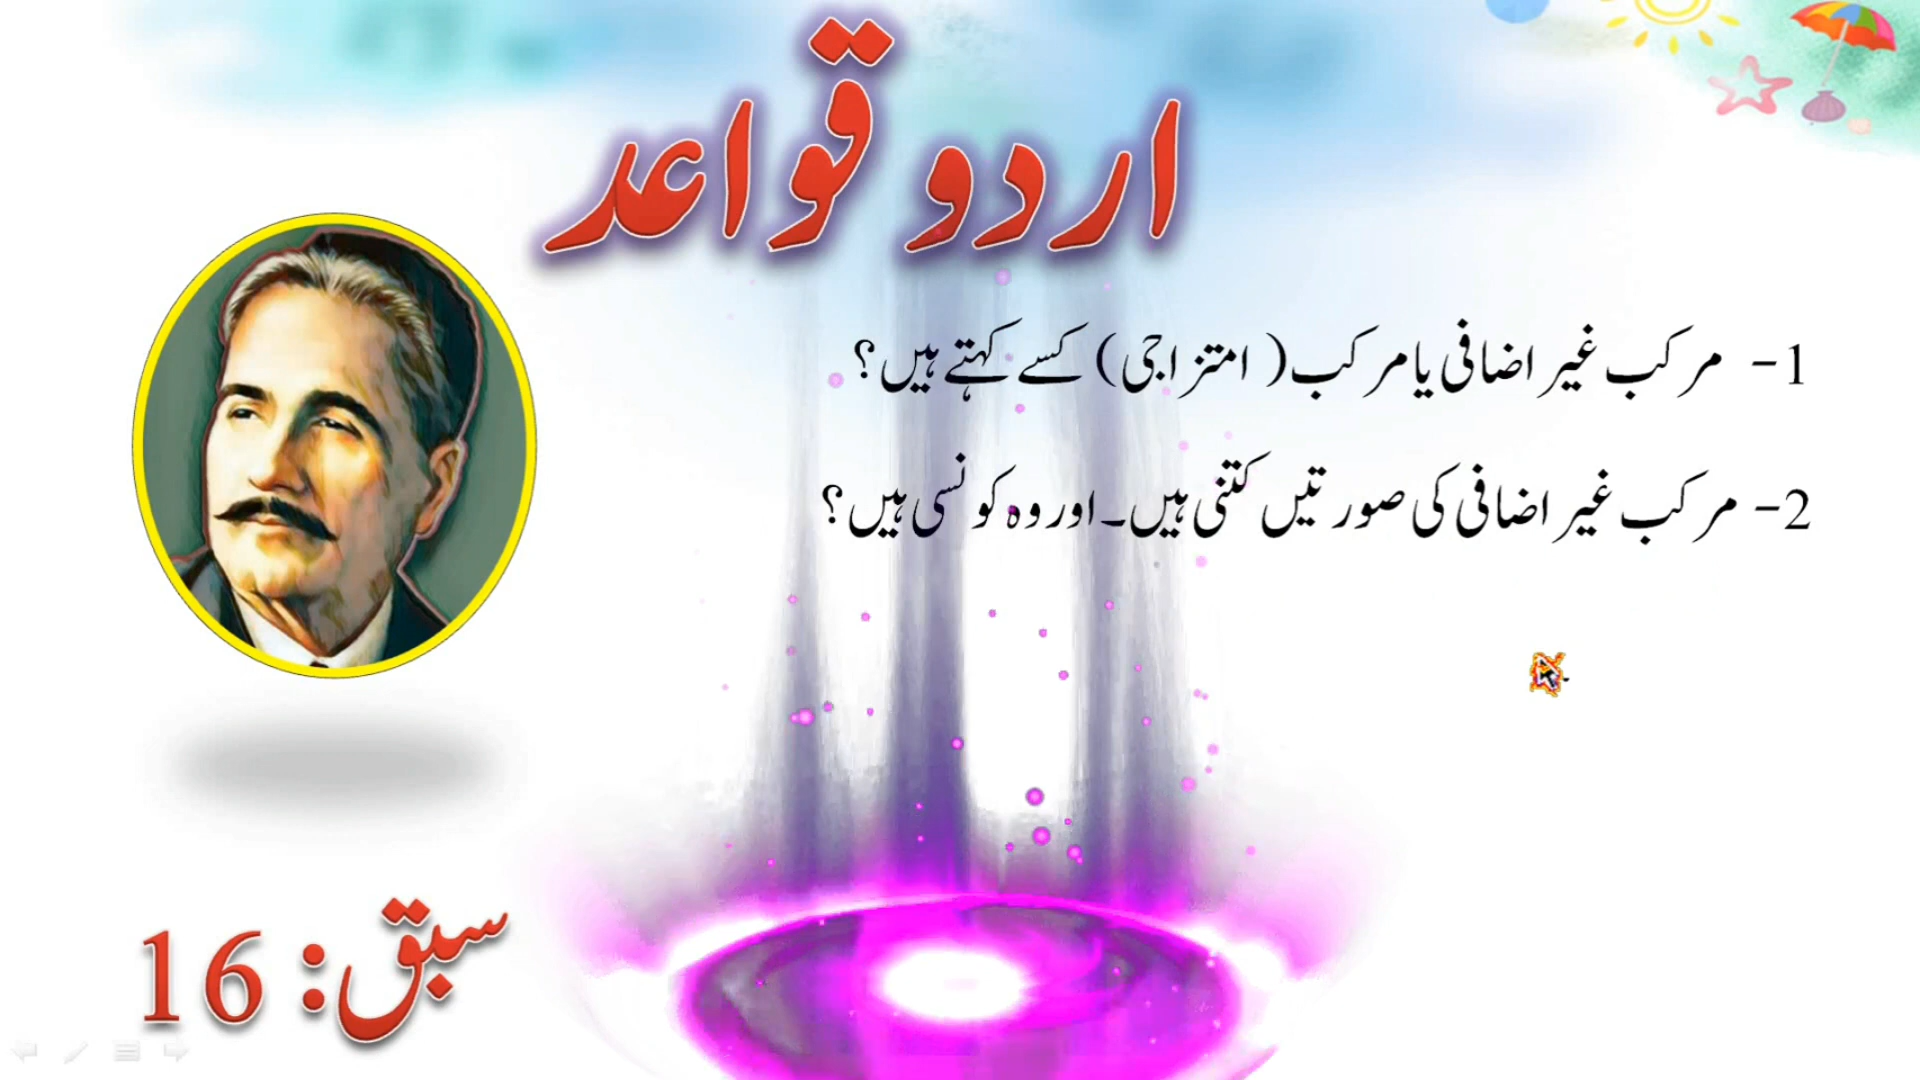 اردو قواعد
1- مرکب غیر اضافی یا مرکب( امتزاجی) کسے کہتے ہیں؟
2- مرکب غیر اضافی کی صورتیں کتنی ہیں۔ اور وہ کونسی ہیں؟
سبق: 16